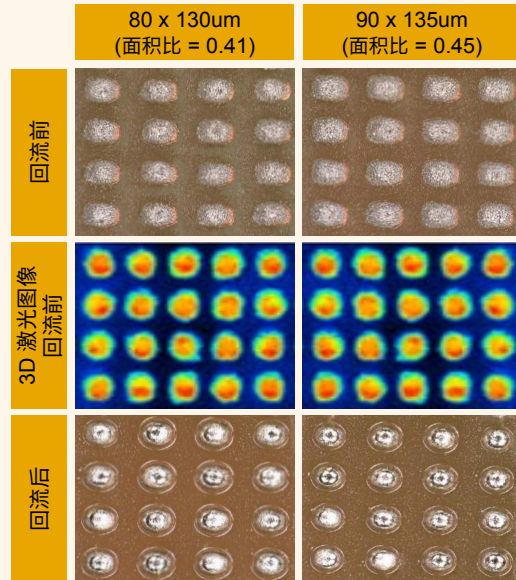 80 x 130um
(面积比 = 0.41)
90 x 135um
(面积比 = 0.45)
回流前
3D 激光图像
回流前
回流后